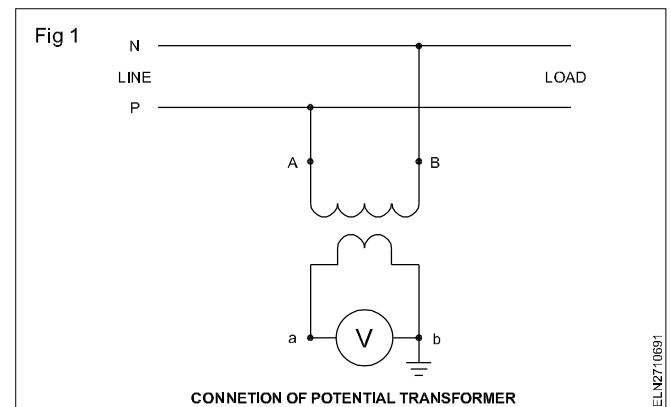 Fig 1
N
LINE
LOAD
P
A
B
a
V
b
CONNETION OF POTENTIAL TRANSFORMER
ELN2710691